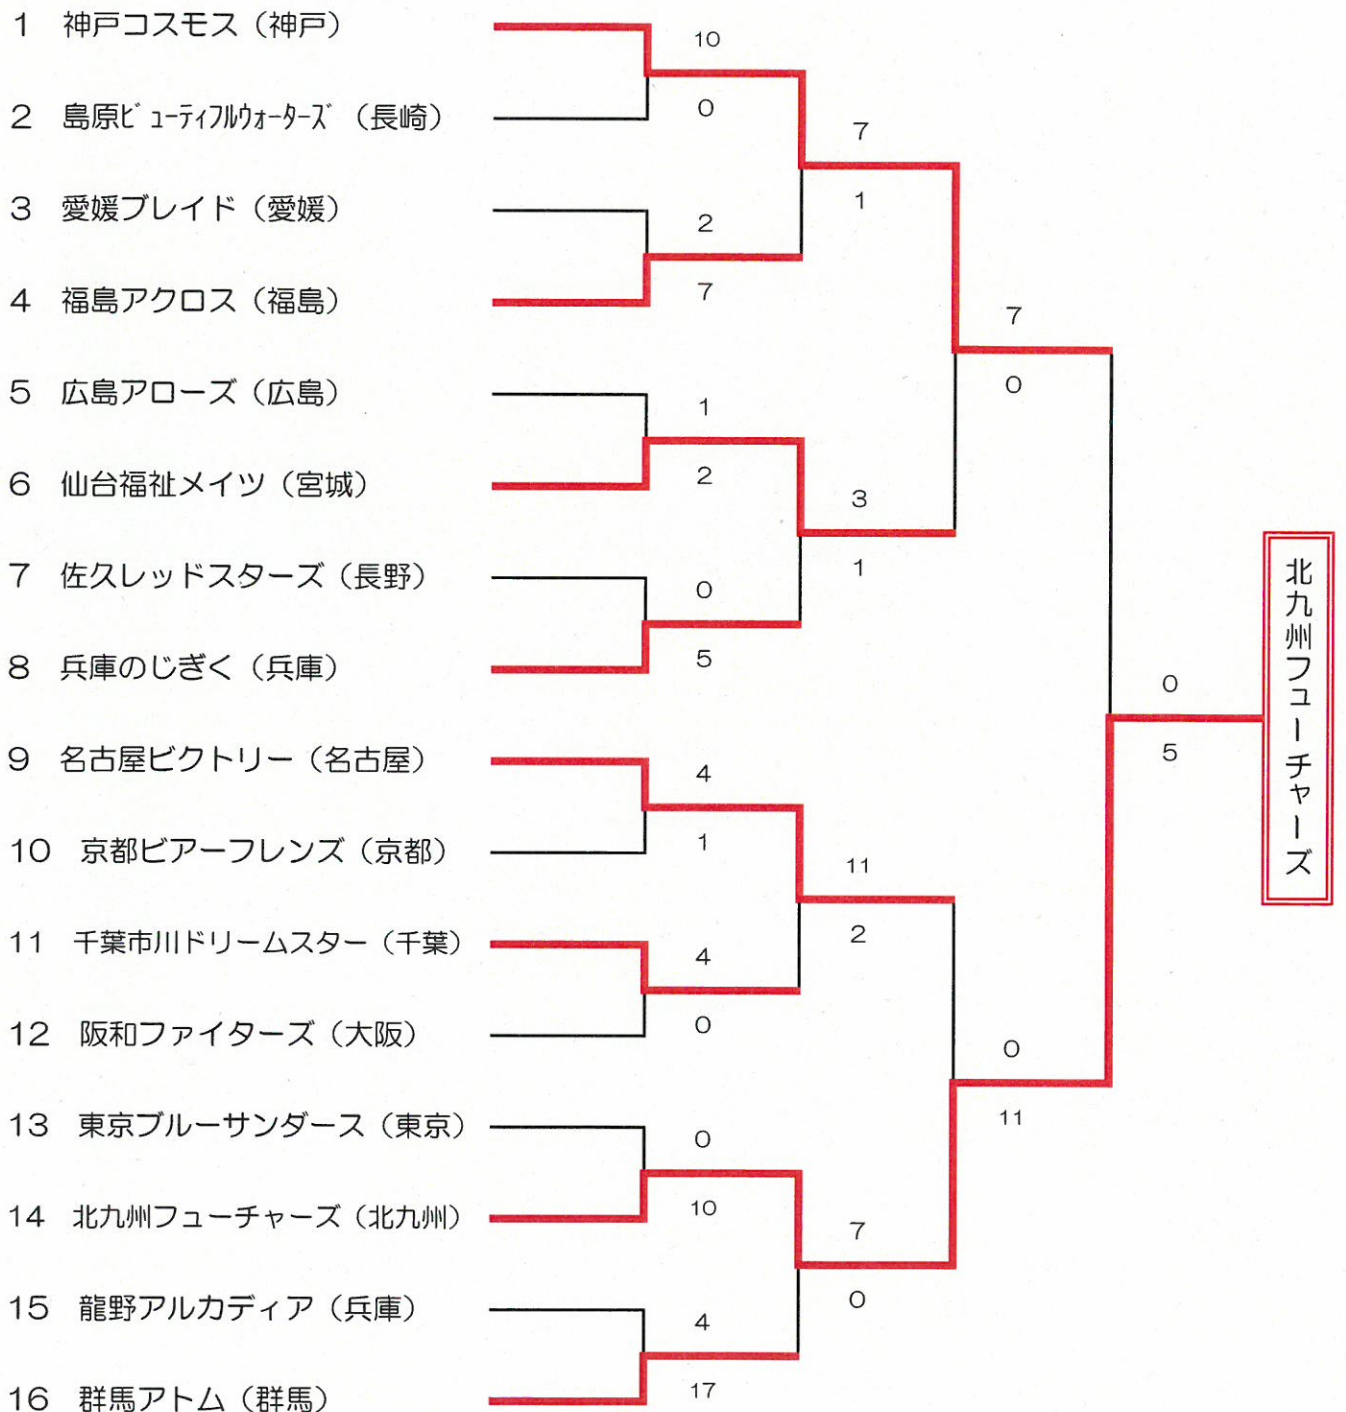 1 神戸コスモス（神戸）
10
2 島原ﾋﾞｭｰﾃｨﾌﾙｳｫｰﾀｰｽﾞ（長崎）
0
7
3 愛媛ブレイド（愛媛）
2
1
4 福島アクロス（福島）
7
7
5 広島アローズ（広島）
1
0
6 仙台福祉メイツ（宮城）
2
3
7 佐久レッドスターズ（長野）
0
1
8 兵庫のじぎく（兵庫）
5
0
北九州フューチャーズ
5
9 名古屋ビクトリー（名古屋）
4
10 京都ビアーフレンズ（京都）
1
11
11 千葉市川ドリームスター（千葉）
4
2
12 阪和ファイターズ（大阪）
0
0
13 東京ブルーサンダース（東京）
0
11
14 北九州フューチャーズ（北九州）
10
7
15 龍野アルカディア（兵庫）
4
0
16 群馬アトム（群馬）
17